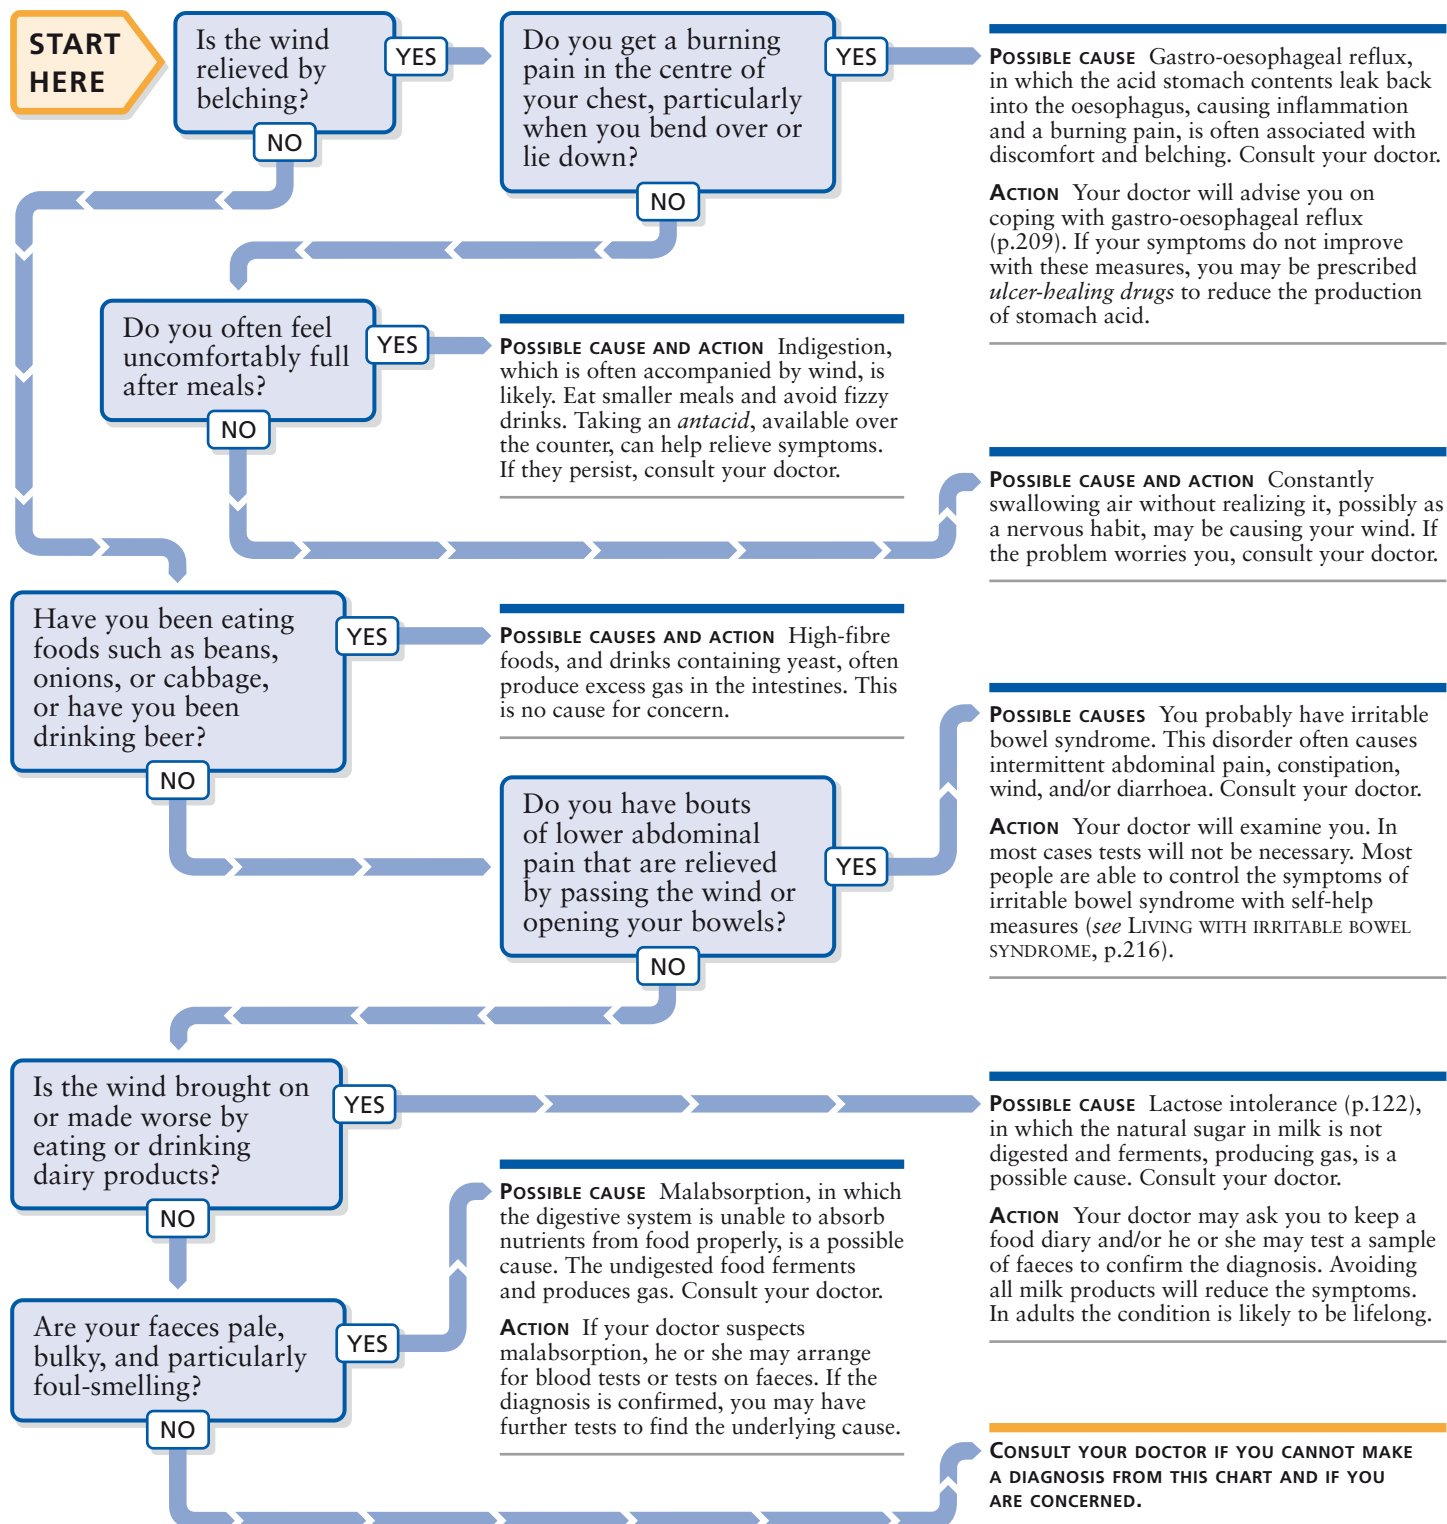 START
HERE
Is the wind
relieved by
belching?
YES
NO
Do you get a burning
pain in the centre of
your chest, particularly
when you bend over or
lie down?
YES
NO
POSSIBLE CAUSE Gastro-oesophageal reflux,
in which the acid stomach contents leak back
into the oesophagus, causing inflammation
and a burning pain, is often associated with
discomfort and belching. Consult your doctor.
ACTION Your doctor will advise you on
coping with gastro-oesophageal reflux
(p.209). If your symptoms do not improve
with these measures, you may be prescribed
ulcer-healing drugs to reduce the production
of stomach acid.
Do you often feel
uncomfortably full
after meals?
YES
NO
POSSIBLE CAUSE AND ACTION Indigestion,
which is often accompanied by wind, is
likely. Eat smaller meals and avoid fizzy
drinks. Taking an antacid, available over
the counter, can help relieve symptoms.
If they persist, consult your doctor.
POSSIBLE CAUSE AND ACTION Constantly
swallowing air without realizing it, possibly as
a nervous habit, may be causing your wind. If
the problem worries you, consult your doctor.
Have you been eating
foods such as beans,
onions, or cabbage,
or have you been
drinking beer?
YES
NO
POSSIBLE CAUSES AND ACTION High-fibre
foods, and drinks containing yeast, often
produce excess gas in the intestines. This
is no cause for concern.
Do you have bouts
of lower abdominal
pain that are relieved
by passing the wind or
opening your bowels?
YES
NO
POSSIBLE CAUSES You probably have irritable
bowel syndrome. This disorder often causes
intermittent abdominal pain, constipation,
wind, and/or diarrhoea. Consult your doctor.
ACTION Your doctor will examine you. In
most cases tests will not be necessary. Most
people are able to control the symptoms of
irritable bowel syndrome with self-help
measures (see LIVING WITH IRRITABLE BOWEL
SYNDROME, p.216).
Is the wind brought on
or made worse by
eating or drinking
dairy products?
YES
NO
POSSIBLE CAUSE Lactose intolerance (p.122),
in which the natural sugar in milk is not
digested and ferments, producing gas, is a
possible cause. Consult your doctor.
ACTION Your doctor may ask you to keep a
food diary and/or he or she may test a sample
of faeces to confirm the diagnosis. Avoiding
all milk products will reduce the symptoms.
In adults the condition is likely to be lifelong.
Are your faeces pale,
bulky, and particularly
foul-smelling?
YES
NO
POSSIBLE CAUSE Malabsorption, in which
the digestive system is unable to absorb
nutrients from food properly, is a possible
cause. The undigested food ferments
and produces gas. Consult your doctor.
ACTION If your doctor suspects
malabsorption, he or she may arrange
for blood tests or tests on faeces. If the
diagnosis is confirmed, you may have
further tests to find the underlying cause.
CONSULT YOUR DOCTOR IF YOU CANNOT MAKE
A DIAGNOSIS FROM THIS CHART AND IF YOU
ARE CONCERNED.